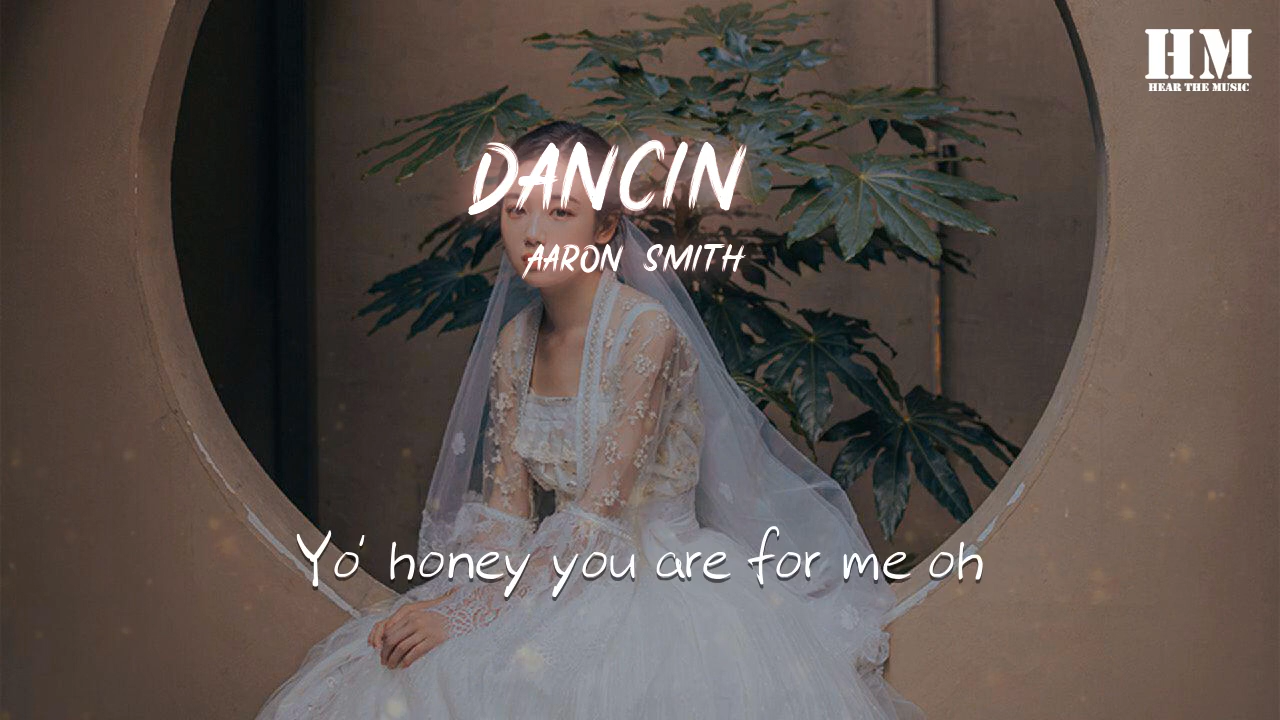 HM
HEAR THE MUSIC
DANCIN
AARON SMITH
Yo' honey you are for me oh